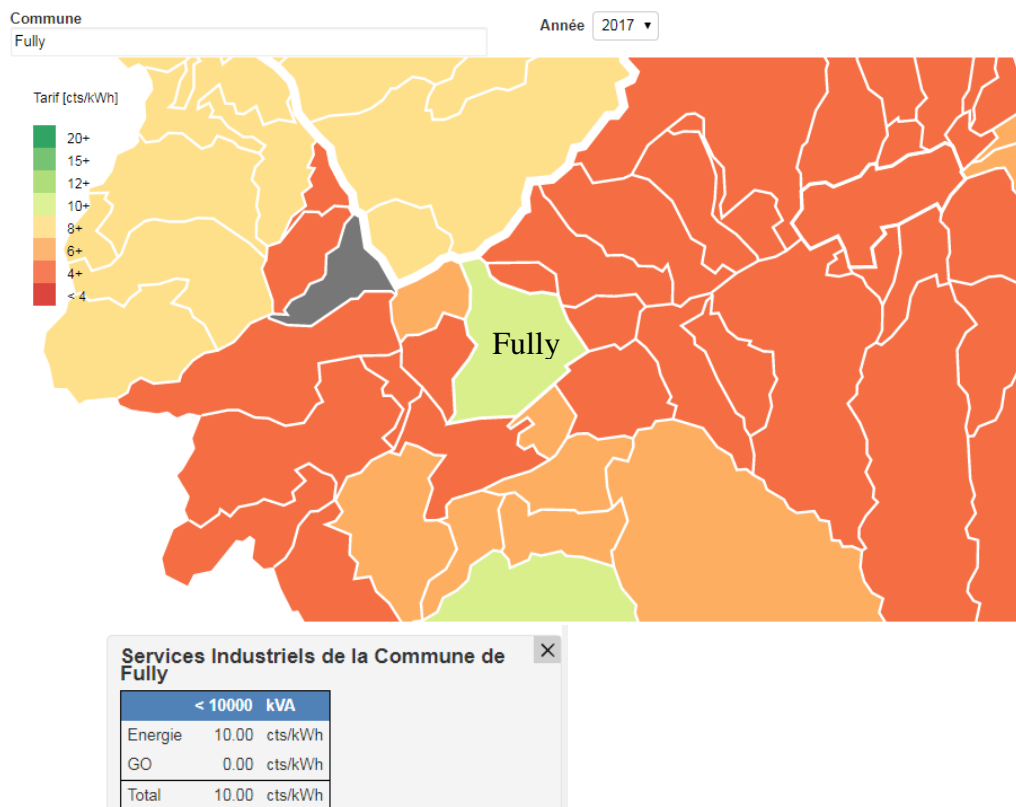 Commune
Fully
Année 2017
Tarif [cts/kWh]
20+
15+
12+
10+
8+
6+
4+
< 4
Fully
Services Industriels de la Commune de
Fully
< 10000 kVA
Energie 10.00 cts/kWh
GO 0.00 cts/kWh
Total 10.00 cts/kWh